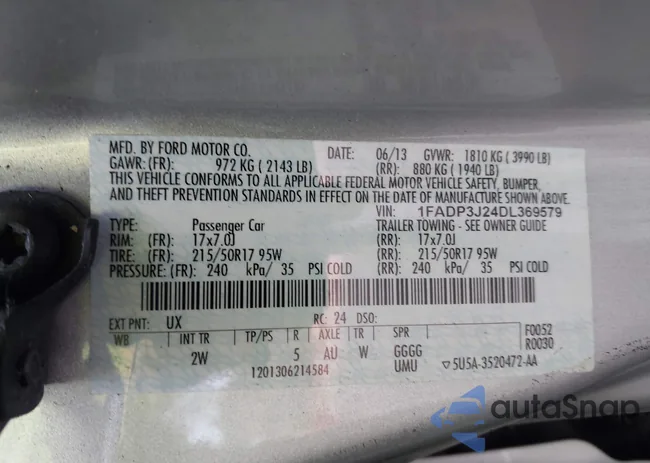 MFD. BY FORD MOTOR CO.
DATE: 06/13 GVWR: 1810 KG ( 3990 LB)
GAWR: (FR): 972 KG ( 2143 LB) (RR): 880 KG ( 1940 LB)
THIS VEHICLE CONFORMS TO ALL APPLICABLE FEDERAL MOTOR VEHICLE SAFETY, BUMPER,
AND THEFT PREVENTION STANDARDS IN EFFECT ON THE DATE OF MANUFACTURE SHOWN ABOVE.
VIN: 1FADP3J24DL369579
TYPE: Passenger Car TRAILER TOWING - SEE OWNER GUIDE
RIM: (FR): 17x7.0J (RR): 17x7.0J
TIRE: (FR): 215/50R17 95W (RR): 215/50R17 95W
PRESSURE: (FR): 240 kPa/ 35 PSI COLD (RR): 240 kPa/ 35 PSI COLD
EXT PNT: UX RC: 24 DSO:
WB INT TR TP/PS R AXLE TR SPR F0052
2W 5 AU W GGGG R0030
1201306214584 UMU ▽5U5A-3520472-AA
autoSnap